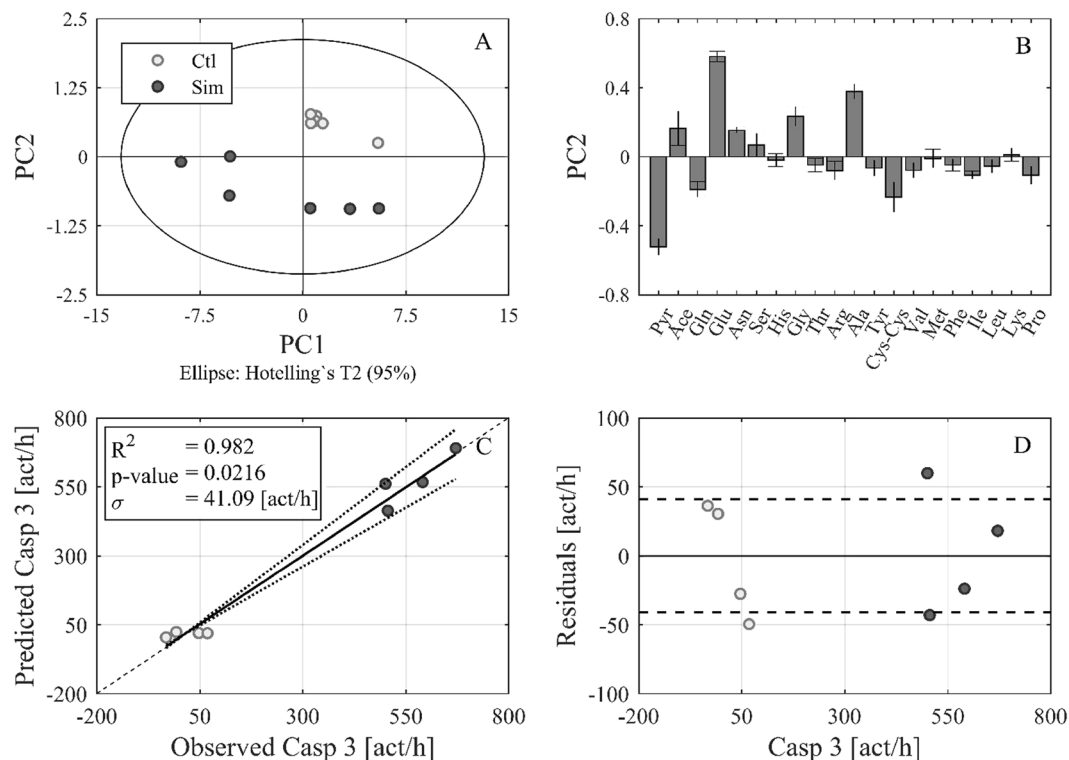 2.5
1.25
0
-1.25
-2.5
PC2
A
Ctl
Sim
-15
-7.5
0
7.5
15
PC1
Ellipse: Hotelling`s T2 (95%)
0.8
0.4
0
-0.4
-0.8
PC2
B
Pyr
Ace
Gln
Glu
Asn
Ser
His
Gly
Thr
Arg
Ala
Tyr
Cys-Cys
Val
Met
Phe
Ile
Leu
Lys
Pro
800
550
300
50
-200
Predicted Casp 3 [act/h]
C
R2 = 0.982
p-value = 0.0216
σ = 41.09 [act/h]
-200
50
300
550
800
Observed Casp 3 [act/h]
100
50
0
-50
-100
Residuals [act/h]
D
-200
50
300
550
800
Casp 3 [act/h]